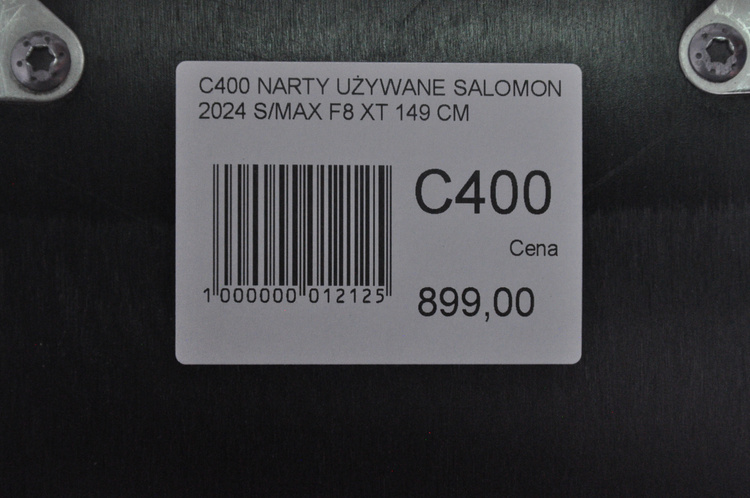 C400 NARTY UŻYWANE SALOMON
2024 S/MAX F8 XT 149 CM
C400
Cena
1 000000 012125
899,00